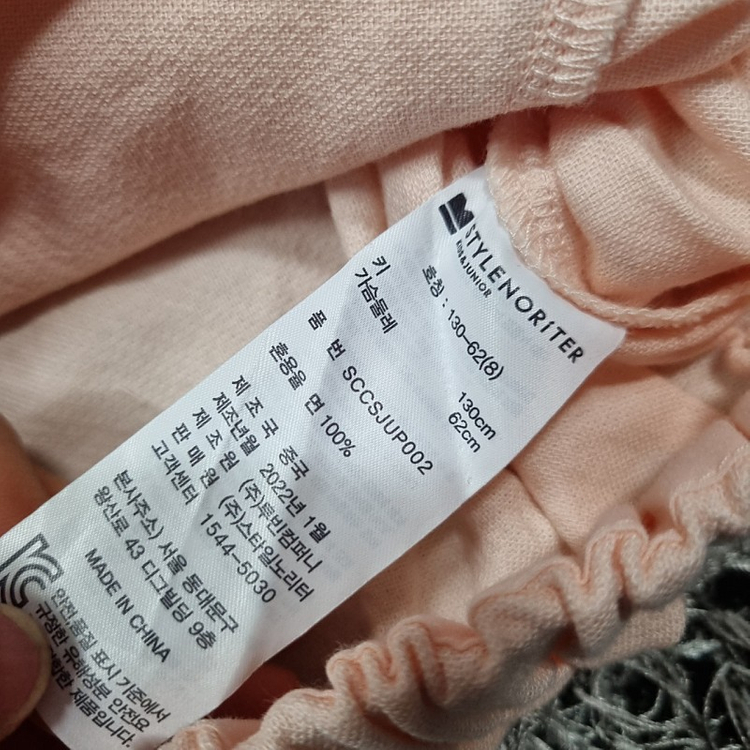 STYLENORiTER
KID&JUNIOR
호칭 : 130-62(8)
키 130cm
가슴둘레 62cm
품 번 SCCSJUP002
혼용율 면 100%
제 조 국 중국
제조년월 2022년 1월
제 조 원 (주)투빈컴퍼니
판 매 원 (주)스타일노리터
고객센터 1544-5030
본사주소) 서울 동대문구
왕산로 43 디그빌딩 9층
MADE IN CHINA
안전품질 표시 기준에서
규정한 유해성분 안전요
한 제품입니다.